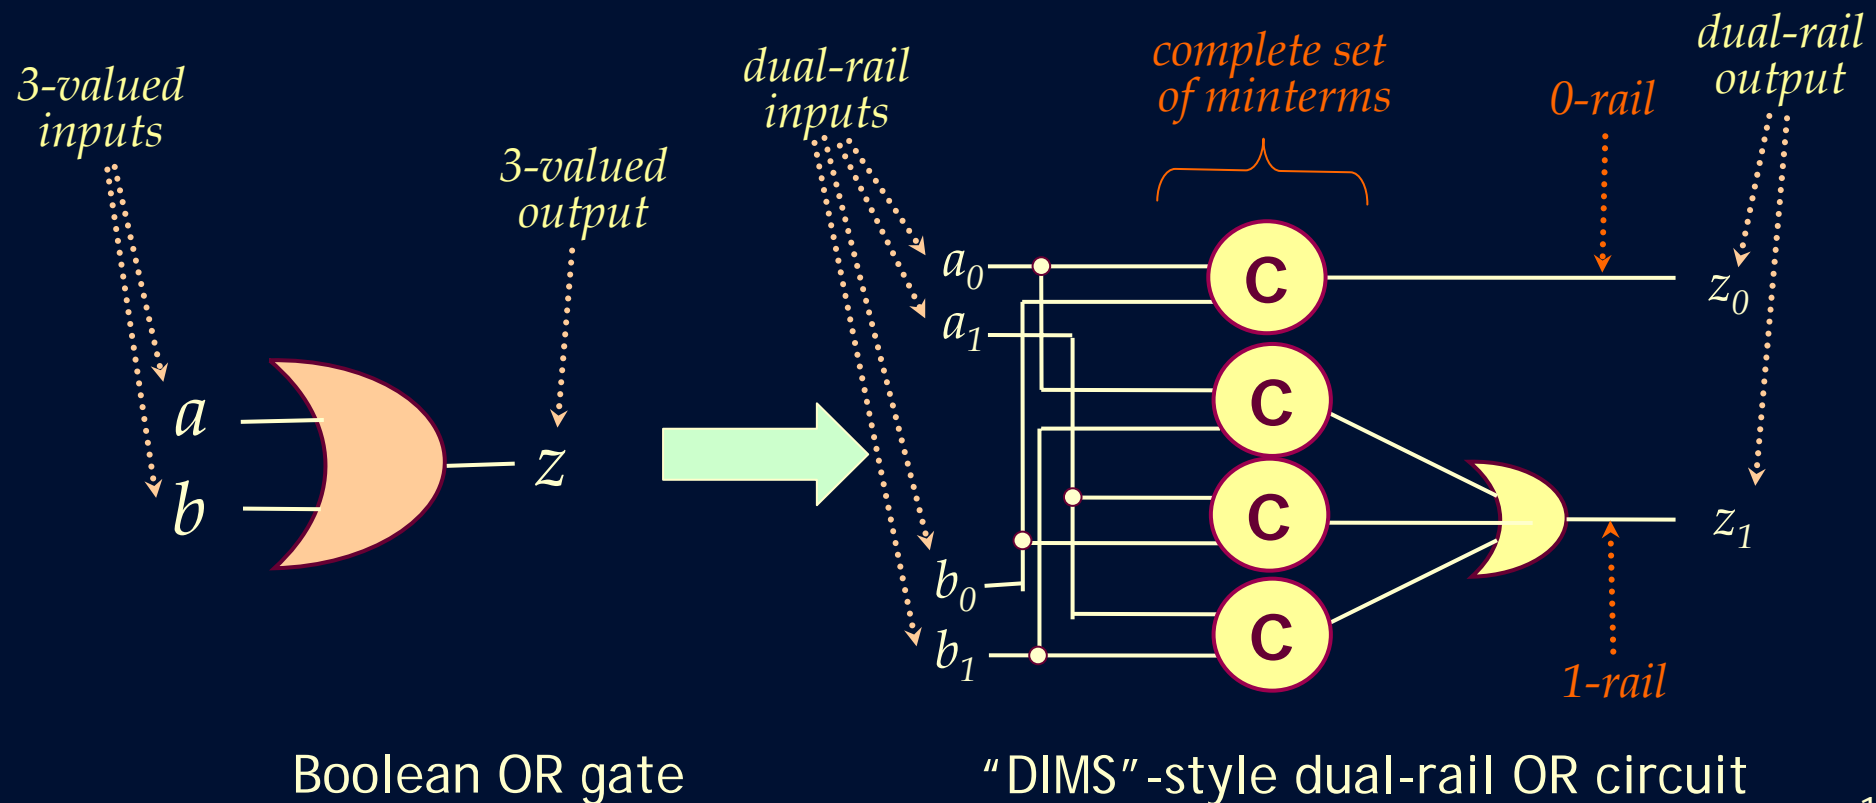 3-valued
inputs
3-valued
output
a
b
z
Boolean OR gate
dual-rail
inputs
complete set
of minterms
0-rail
dual-rail
output
a0
a1
b0
b1
C
C
C
C
z0
z1
1-rail
“DIMS”-style dual-rail OR circuit